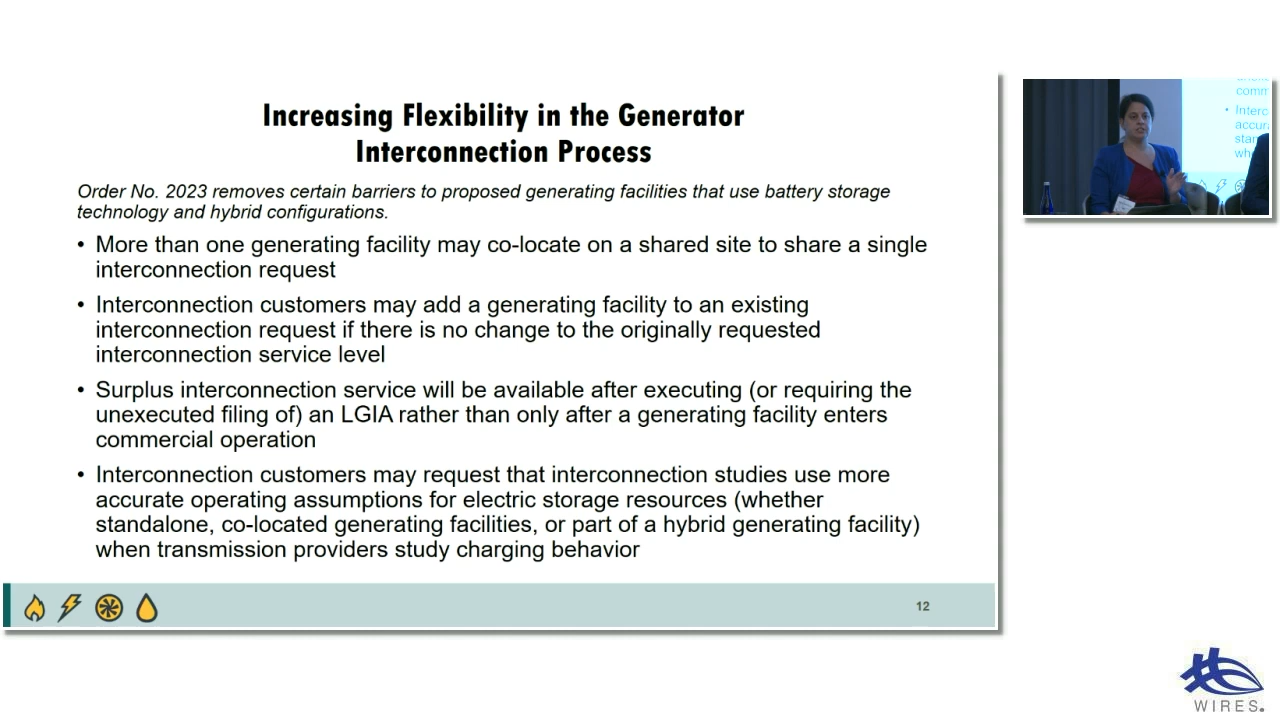 Increasing Flexibility in the Generator
Interconnection Process
Order No. 2023 removes certain barriers to proposed generating facilities that use battery storage
technology and hybrid configurations.
• More than one generating facility may co-locate on a shared site to share a single
interconnection request
• Interconnection customers may add a generating facility to an existing
interconnection request if there is no change to the originally requested
interconnection service level
• Surplus interconnection service will be available after executing (or requiring the
unexecuted filing of) an LGIA rather than only after a generating facility enters
commercial operation
• Interconnection customers may request that interconnection studies use more
accurate operating assumptions for electric storage resources (whether
standalone, co-located generating facilities, or part of a hybrid generating facility)
when transmission providers study charging behavior
12
comm
• Interc
accur
stan
whe
WIRES.